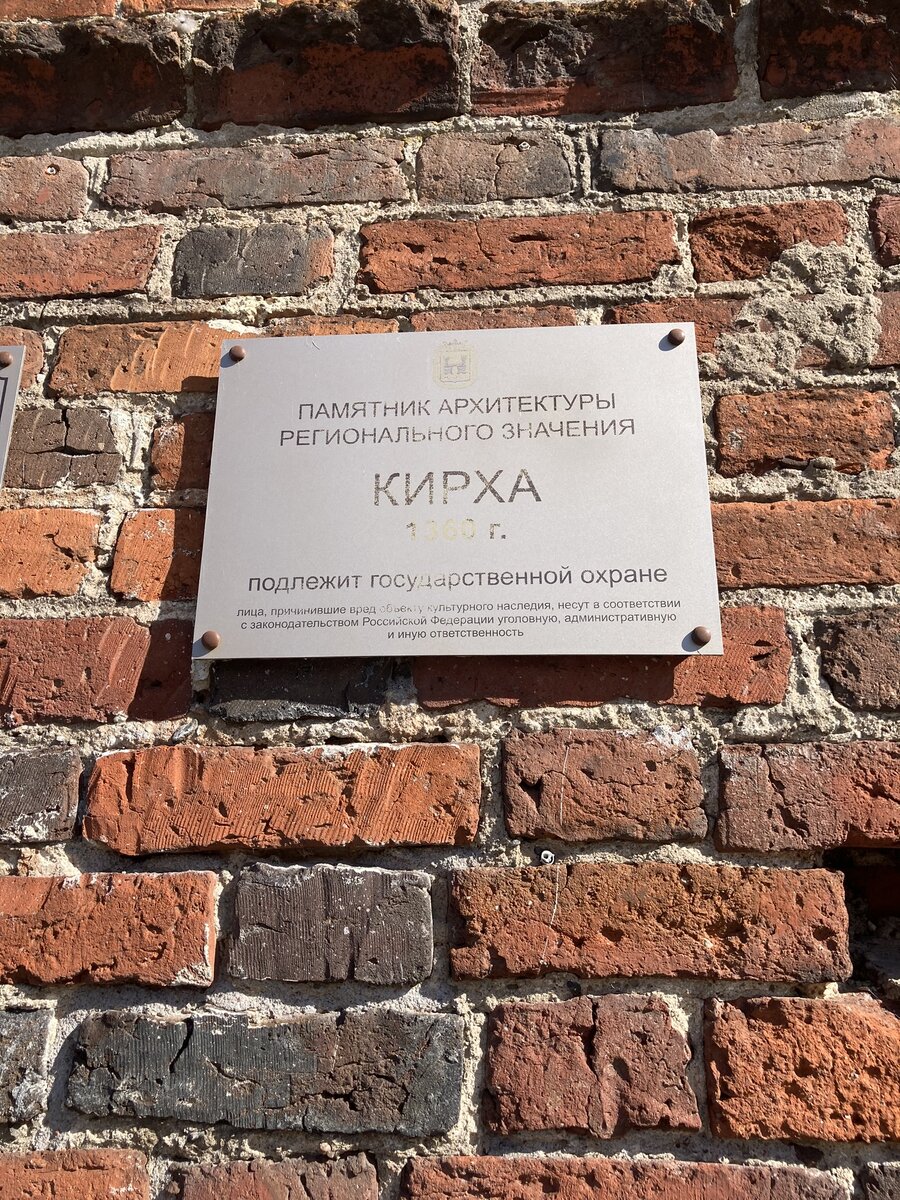 ПАМЯТНИК АРХИТЕКТУРЫ
РЕГИОНАЛЬНОГО ЗНАЧЕНИЯ
КИРХА
1360 г.
подлежит государственной охране
лица, причинившие вред объекту культурного наследия, несут в соответствии
с законодательством Российской Федерации уголовную, административную
и иную ответственность